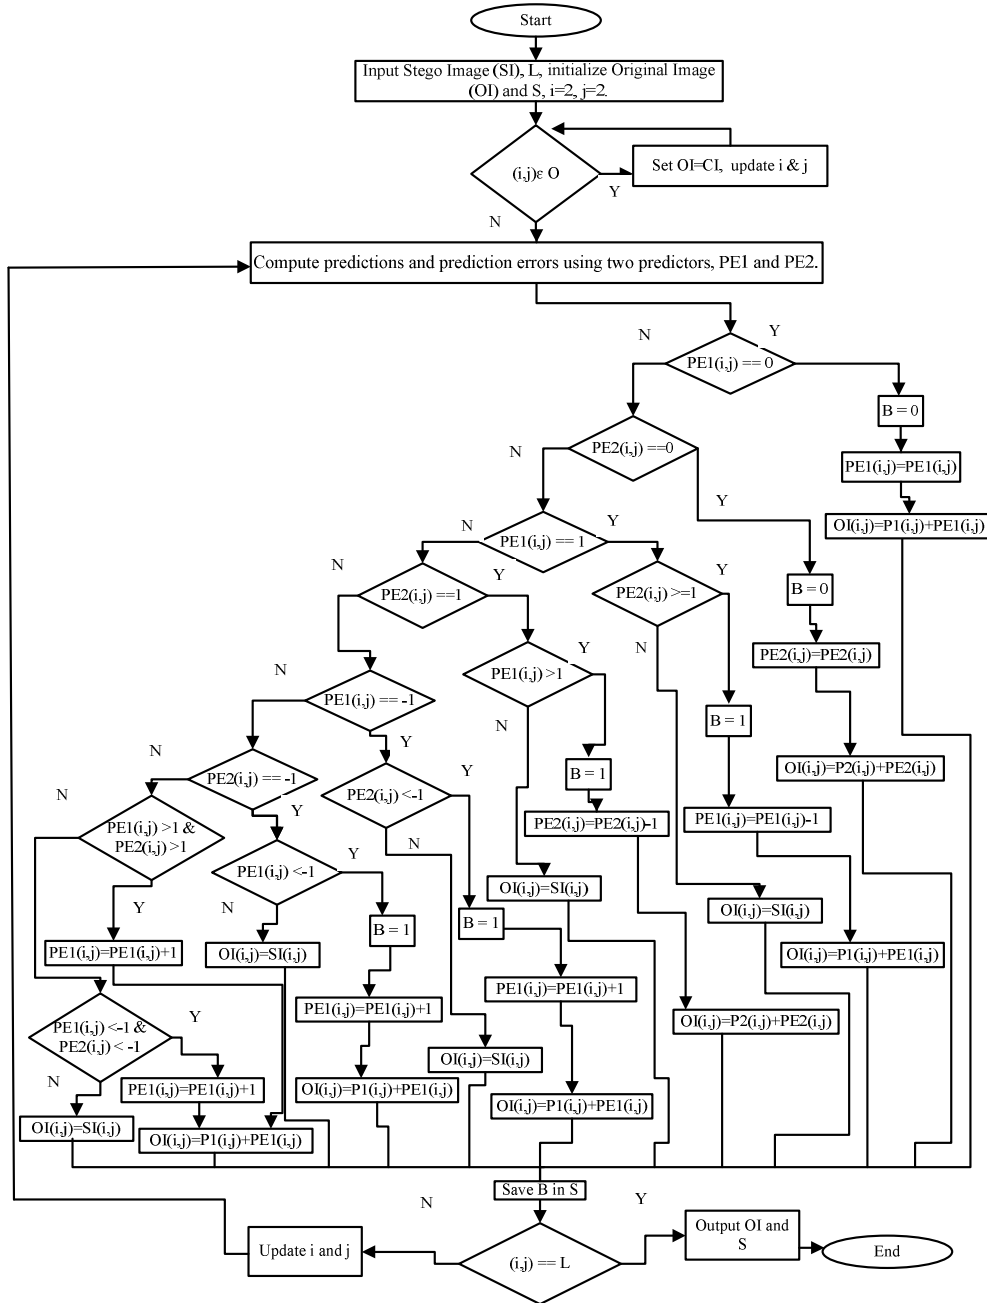 Start
Input Stego Image (SI), L, initialize Original Image
(OI) and S, i=2, j=2.
(i,j)ε O
Set OI=CI, update i & j
Y
N
Compute predictions and prediction errors using two predictors, PE1 and PE2.
N
Y
PE1(i,j) == 0
B = 0
PE2(i,j) ==0
N
PE1(i,j)=PE1(i,j)
Y
OI(i,j)=P1(i,j)+PE1(i,j)
N
Y
PE1(i,j) == 1
N
Y
Y
PE2(i,j) ==1
PE2(i,j) >=1
B = 0
N
Y
N
PE2(i,j)=PE2(i,j)
PE1(i,j) >1
PE1(i,j) == -1
N
B = 1
N
Y
PE2(i,j) == -1
N
Y
PE2(i,j) <-1
B = 1
OI(i,j)=P2(i,j)+PE2(i,j)
PE1(i,j) >1 &
PE2(i,j) >1
Y
PE2(i,j)=PE2(i,j)-1
PE1(i,j)=PE1(i,j)-1
N
Y
PE1(i,j) <-1
OI(i,j)=SI(i,j)
Y
N
Y
B = 1
B = 1
OI(i,j)=SI(i,j)
PE1(i,j)=PE1(i,j)+1
OI(i,j)=SI(i,j)
OI(i,j)=P1(i,j)+PE1(i,j)
PE1(i,j)=PE1(i,j)+1
PE1(i,j)=PE1(i,j)+1
Y
PE1(i,j) <-1 &
PE2(i,j) < -1
OI(i,j)=P2(i,j)+PE2(i,j)
OI(i,j)=SI(i,j)
N
PE1(i,j)=PE1(i,j)+1
OI(i,j)=P1(i,j)+PE1(i,j)
OI(i,j)=P1(i,j)+PE1(i,j)
OI(i,j)=SI(i,j)
OI(i,j)=P1(i,j)+PE1(i,j)
Save B in S
N
Y
Update i and j
(i,j) == L
Output OI and
S
End